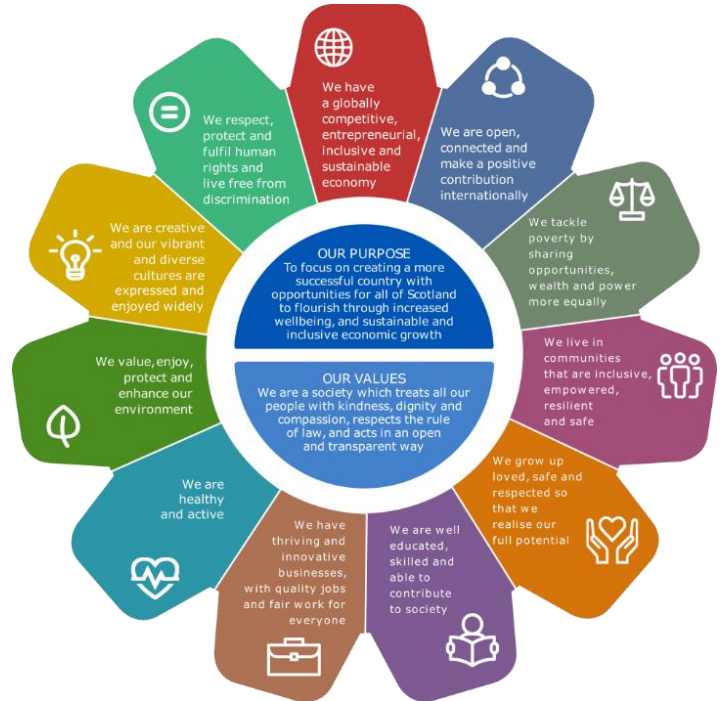 We have
a globally
competitive,
entrepreneurial,
inclusive and
sustainable
economy
We are open,
connected and
make a positive
contribution
internationally
We tackle
poverty by
sharing
opportunities,
wealth and power
more equally
We live in
communities
that are inclusive,
empowered,
resilient
and safe
We grow up
loved, safe and
respected so
that we
realise our
full potential
We are well
educated,
skilled and
able to
contribute
to society
We have
thriving and
innovative
businesses,
with quality jobs
and fair work for
everyone
We are
healthy
and active
We value, enjoy,
protect and
enhance our
environment
We are creative
and our vibrant
and diverse
cultures are
expressed and
enjoyed widely
We respect,
protect and
fulfil human
rights and
live free from
discrimination
OUR PURPOSE
To focus on creating a more
successful country with
opportunities for all of Scotland
to flourish through increased
wellbeing, and sustainable and
inclusive economic growth
OUR VALUES
We are a society which treats all our
people with kindness, dignity and
compassion, respects the rule
of law, and acts in an open
and transparent way